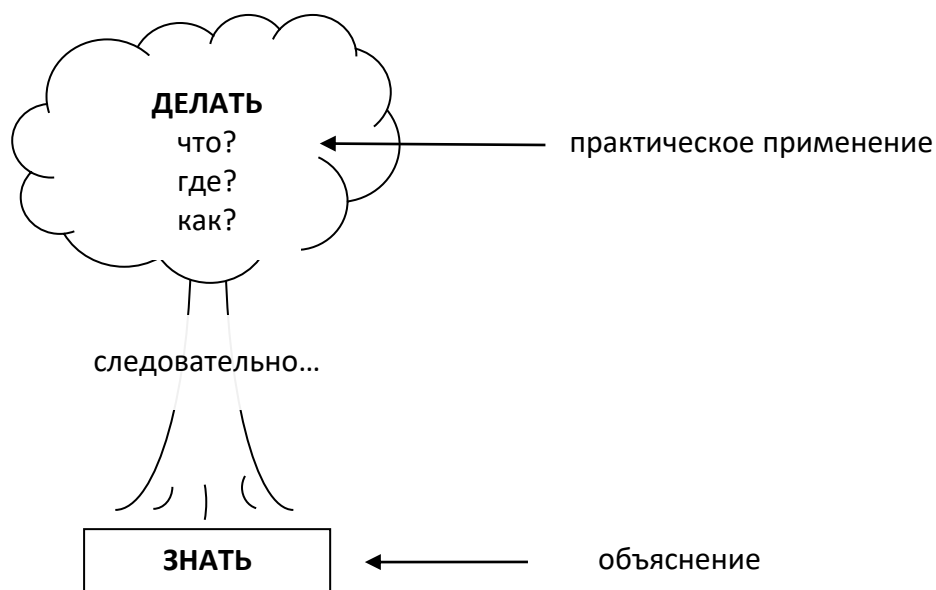 ДЕЛАТЬ
что?
где?
как?
практическое применение
следовательно...
ЗНАТЬ
объяснение